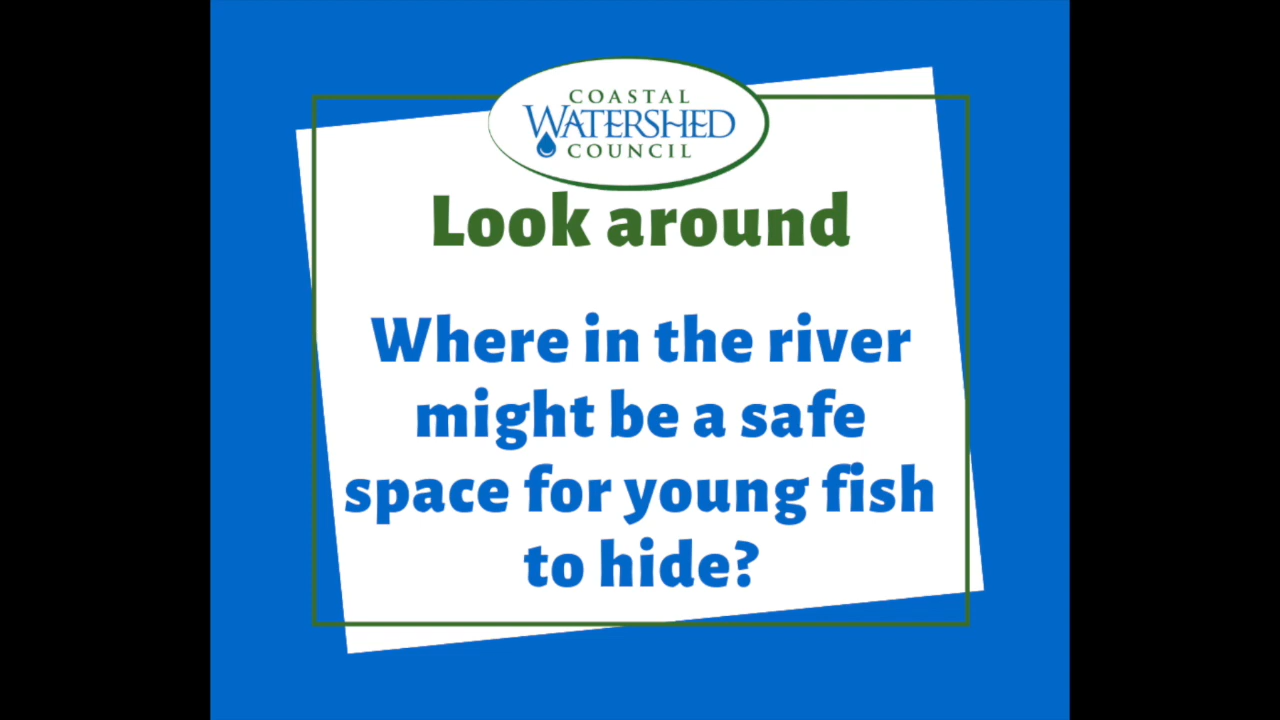 COASTAL
WATERSHED
COUNCIL
Look around
Where in the river
might be a safe
space for young fish
to hide?